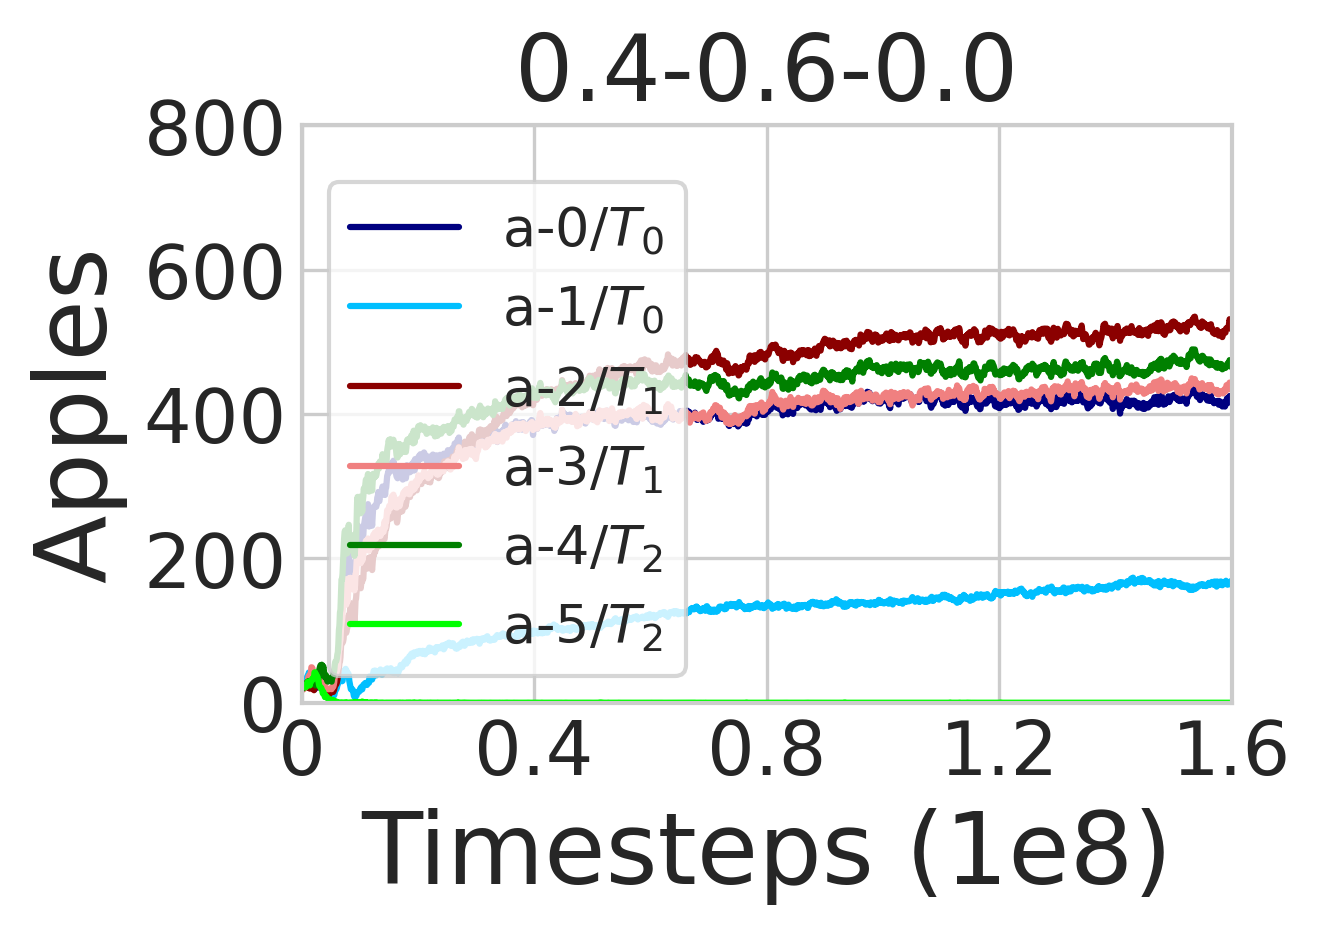 0.4-0.6-0.0
800
600
400
200
0
Apples
a-0/T₀
a-1/T₀
a-2/T₁
a-3/T₁
a-4/T₂
a-5/T₂
0 0.4 0.8 1.2 1.6
Timesteps (1e8)